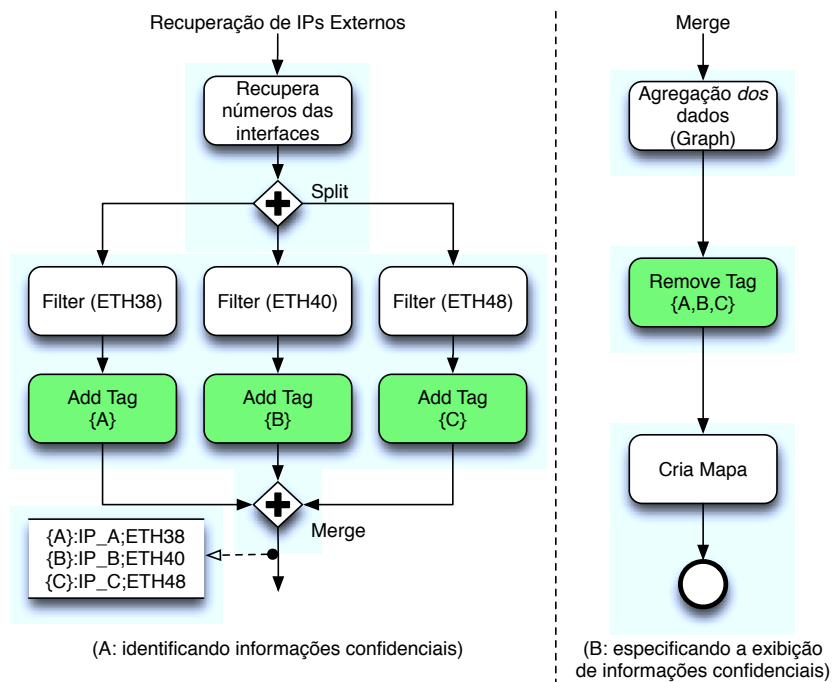 Recuperação de IPs Externos
Recupera
números das
interfaces
Split
Filter (ETH38)
Filter (ETH40)
Filter (ETH48)
Add Tag
{A}
Add Tag
{B}
Add Tag
{C}
Merge
{A}:IP_A;ETH38
{B}:IP_B;ETH40
{C}:IP_C;ETH48
(A: identificando informações confidenciais)
Merge
Agregação dos
dados
(Graph)
Remove Tag
{A,B,C}
Cria Mapa
(B: especificando a exibição
de informações confidenciais)